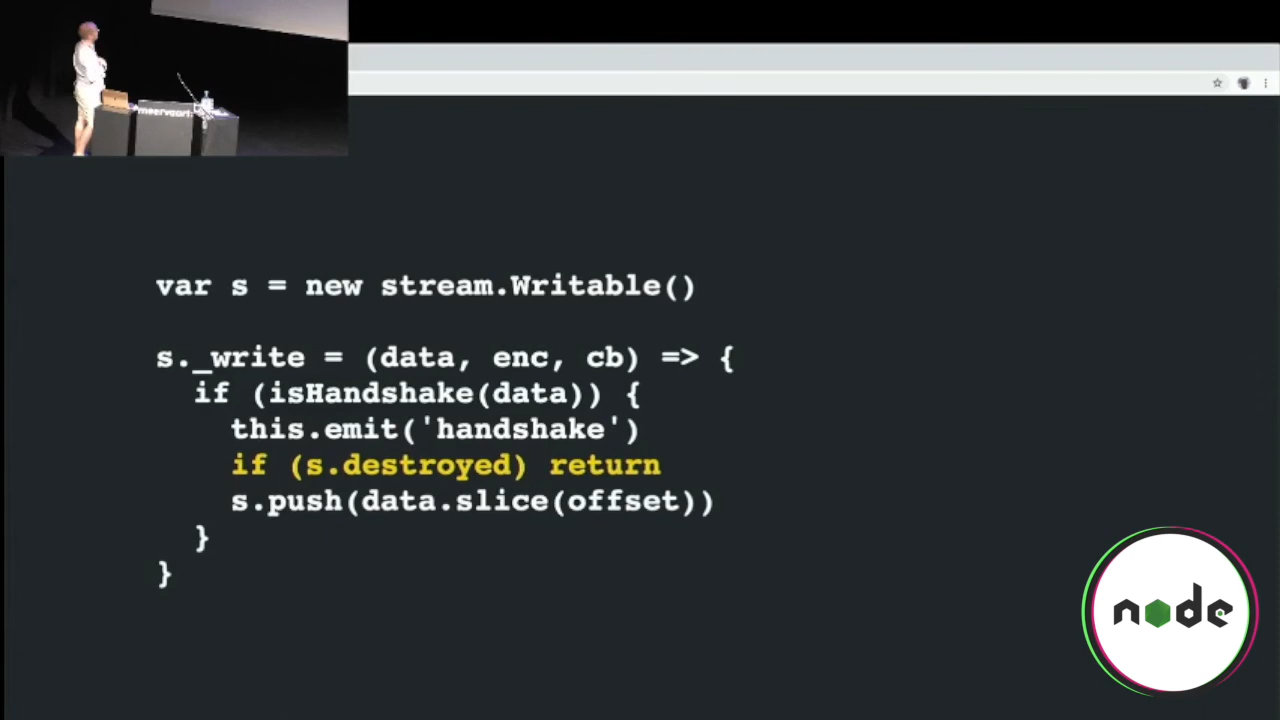 meervaart
var s = new stream.Writable()
s._write = (data, enc, cb) => {
if (isHandshake(data)) {
this.emit('handshake')
if (s.destroyed) return
s.push(data.slice(offset))
}
}
node